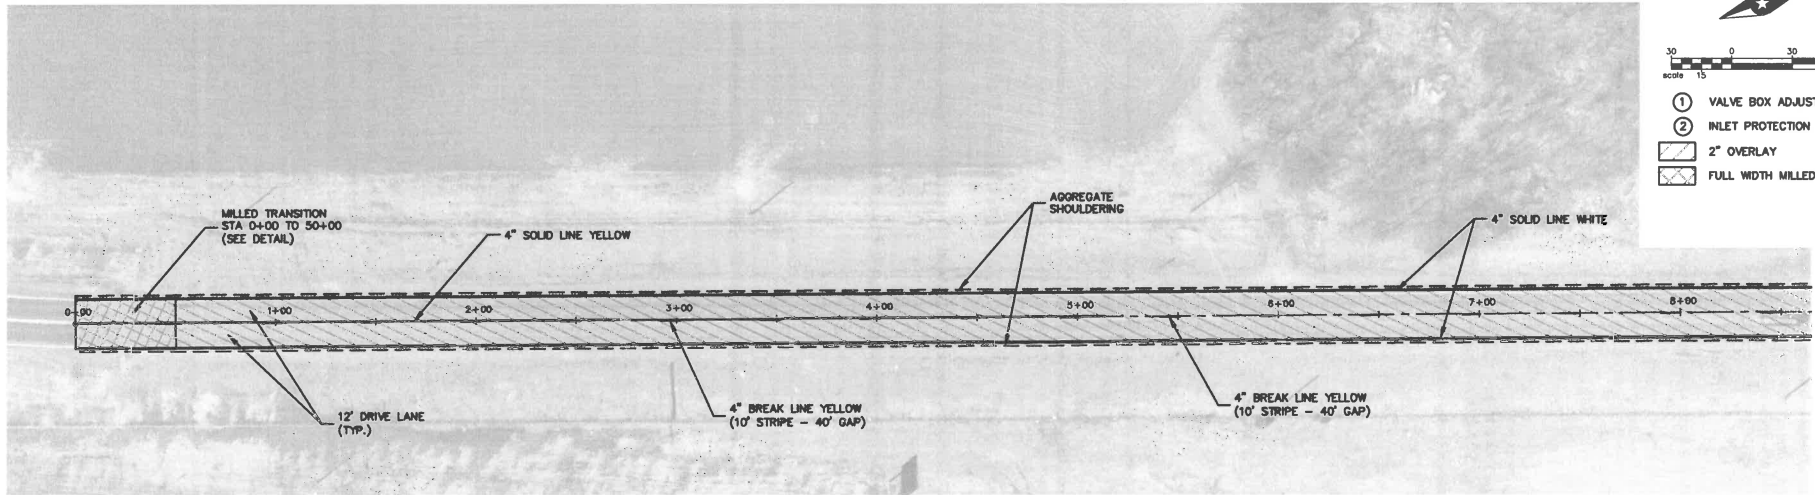 30 0 30
scale 15
1 VALVE BOX ADJUST
2 INLET PROTECTION
2" OVERLAY
FULL WIDTH MILLED
MILLED TRANSITION
STA 0+00 TO 50+00
(SEE DETAIL)
4" SOLID LINE YELLOW
AGGREGATE
SHOULDERING
4" SOLID LINE WHITE
0+00 1+00 2+00 3+00 4+00 5+00 6+00 7+00 8+00
12' DRIVE LANE
(TYP.)
4" BREAK LINE YELLOW
(10' STRIPE - 40' GAP)
4" BREAK LINE YELLOW
(10' STRIPE - 40' GAP)